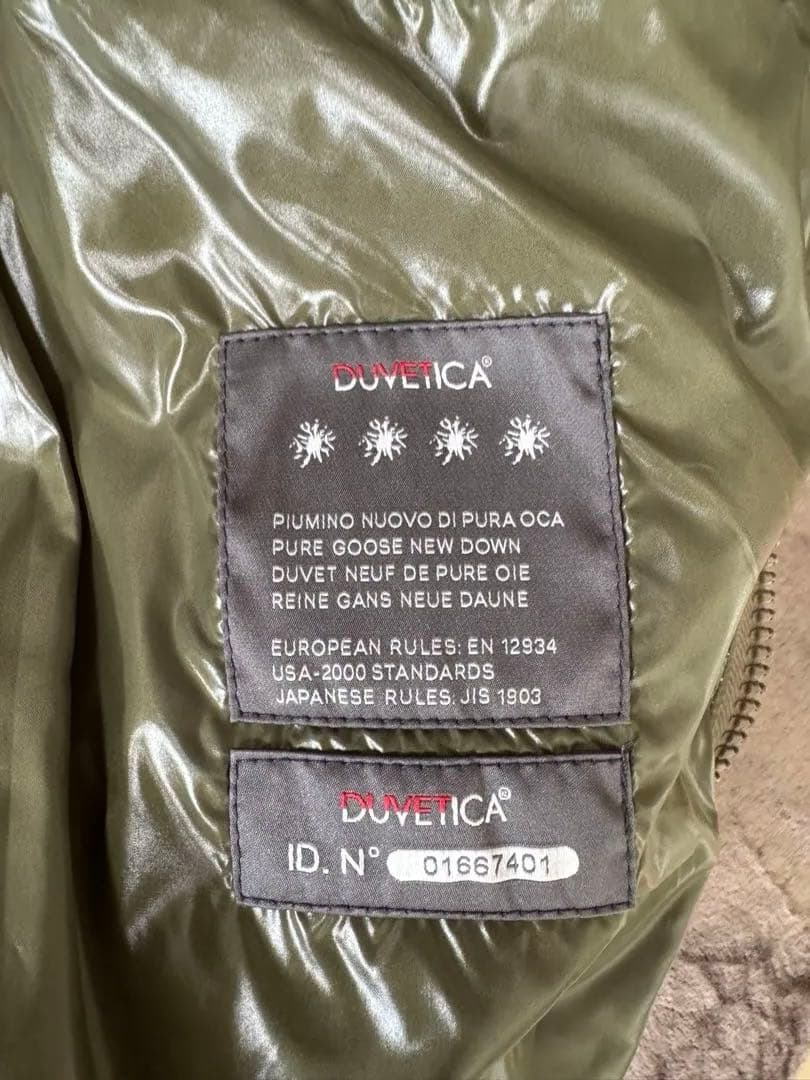 DUVETICA®
PIUMINO NUOVO DI PURA OCA
PURE GOOSE NEW DOWN
DUVET NEUF DE PURE OIE
REINE GANS NEUE DAUNE
EUROPEAN RULES: EN 12934
USA-2000 STANDARDS
JAPANESE RULES: JIS 1903
DUVETICA®
ID. N° 01667401